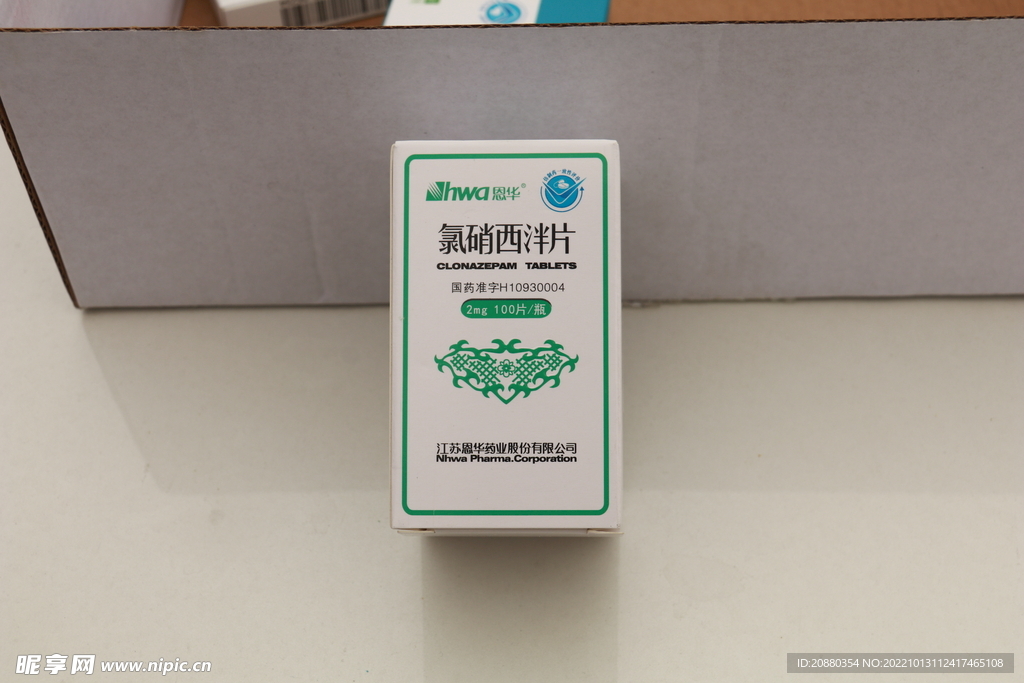 Nhwa恩华®
氯硝西泮片
CLONAZEPAM TABLETS
国药准字H10930004
2mg 100片/瓶
江苏恩华药业股份有限公司
Nhwa Pharma.Corporation
昵享网 www.nipic.cn
ID:20880354 NO:20221013112417465108